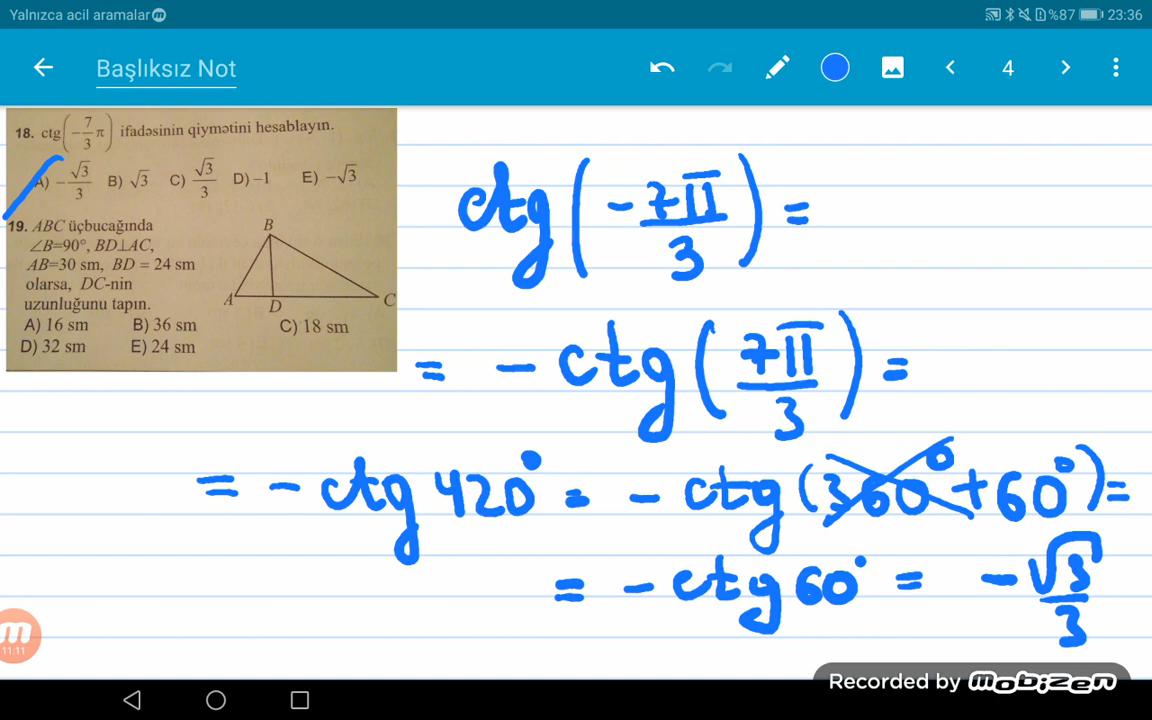 Yalnızca acil aramalar m %87 23:36
Başlıksız Not 4
18. ctg(-7/3 π) ifadəsinin qiymətini hesablayın.
A) -√3/3 B) √3 C) √3/3 D) -1 E) -√3
19. ABC üçbucağında
∠B=90°, BD⊥AC,
AB=30 sm, BD = 24 sm
olarsa, DC-nin
uzunluğunu tapın.
A) 16 sm B) 36 sm C) 18 sm
D) 32 sm E) 24 sm
B
A D C
ctg(-7π/3) =
= - ctg(7π/3) =
= - ctg 420° = - ctg(360° + 60°) =
= - ctg 60° = - √3/3
m
11:11
Recorded by mobizen